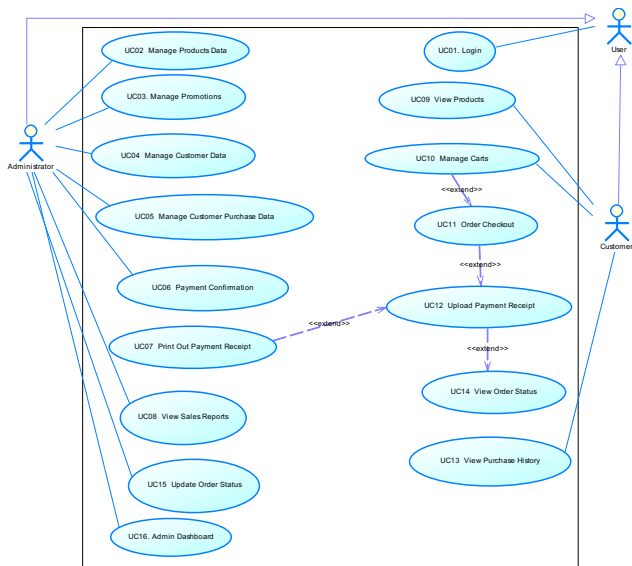 User
UC02  Manage Products Data
UC01. Login
UC03. Manage Promotions
UC09  View Products
Administrator
UC04  Manage Customer Data
UC10  Manage Carts
<<extend>>
UC05  Manage Customer Purchase Data
UC11  Order Checkout
Customer
<<extend>>
UC06  Payment Confirmation
UC12  Upload Payment Receipt
<<extend>>
UC07  Print Out Payment Receipt
<<extend>>
UC14  View Order Status
UC08  View Sales Reports
UC13  View Purchase History
UC15  Update Order Status
UC16. Admin Dashboard